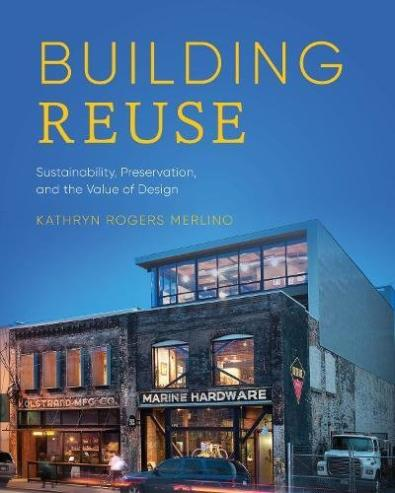 BUILDING
REUSE
Sustainability, Preservation,
and the Value of Design
KATHRYN ROGERS MERLINO
KOLSTRAND MFG. CO.
MARINE HARDWARE